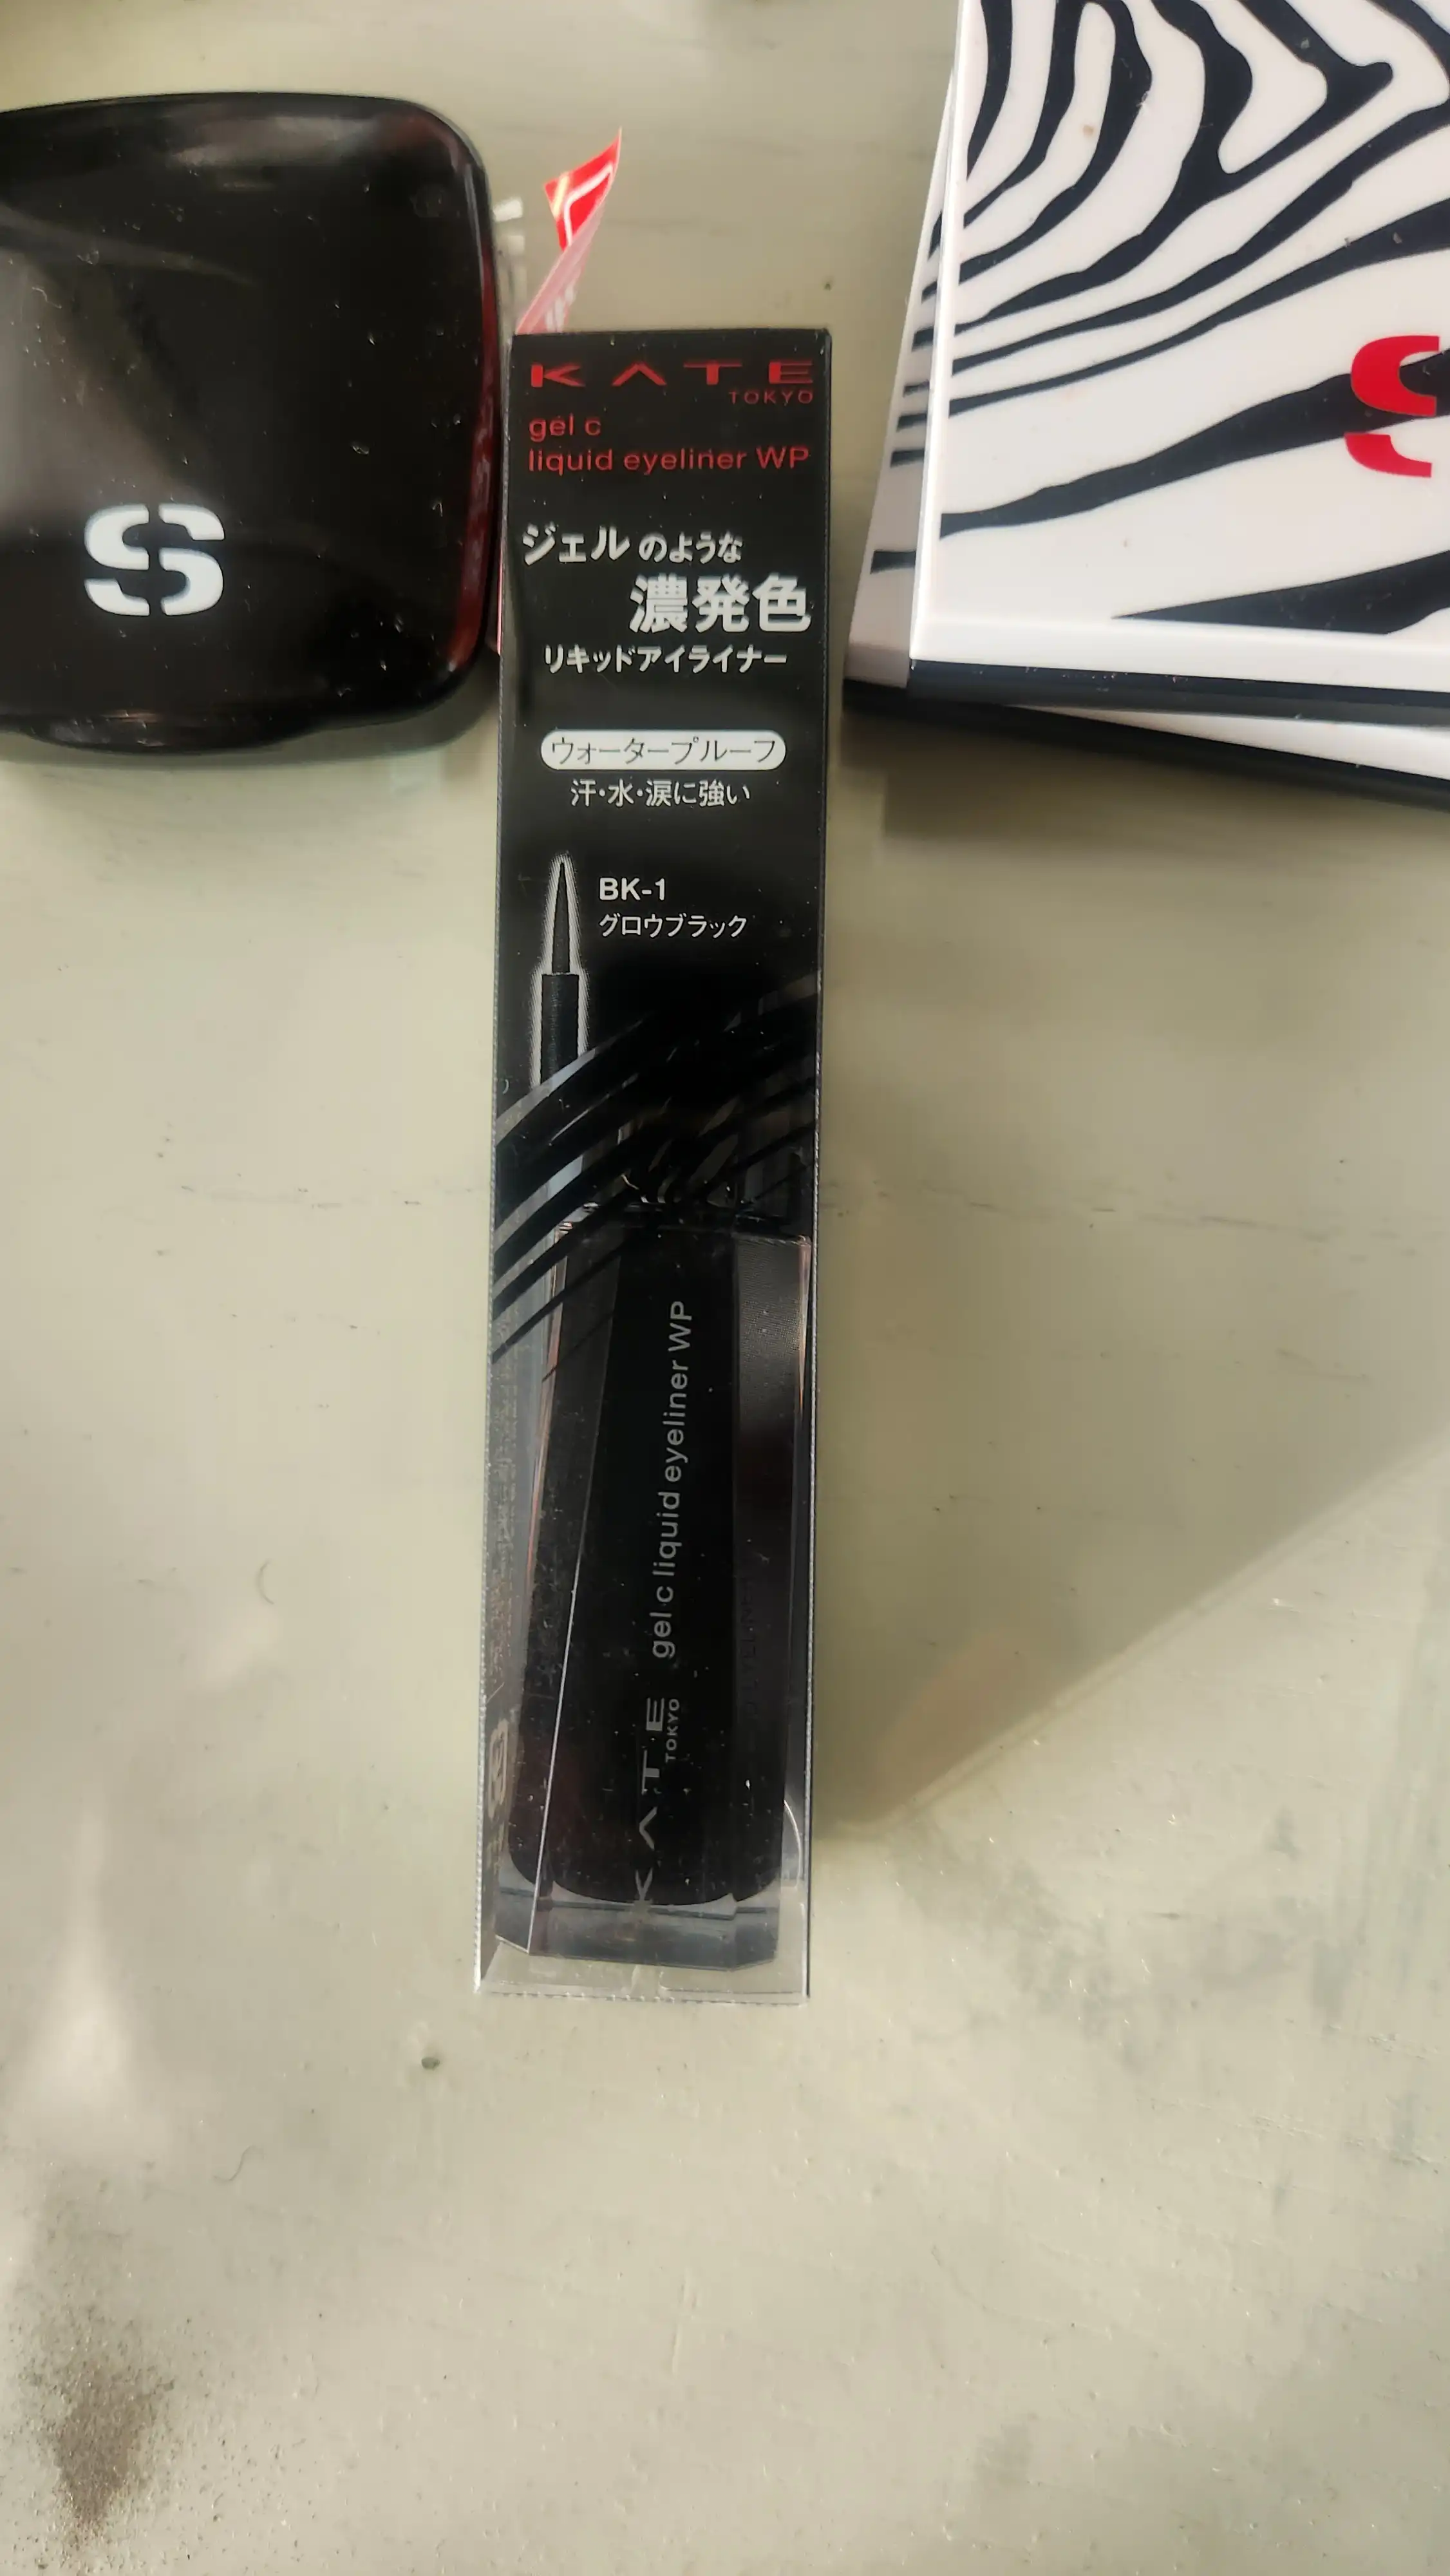 S
KATE
TOKYO
gel c
liquid eyeliner WP
ジェルのような
濃発色
リキッドアイライナー
ウォータープルーフ
汗・水・涙に強い
BK-1
グロウブラック
KATE
TOKYO
gel c liquid eyeliner WP
S